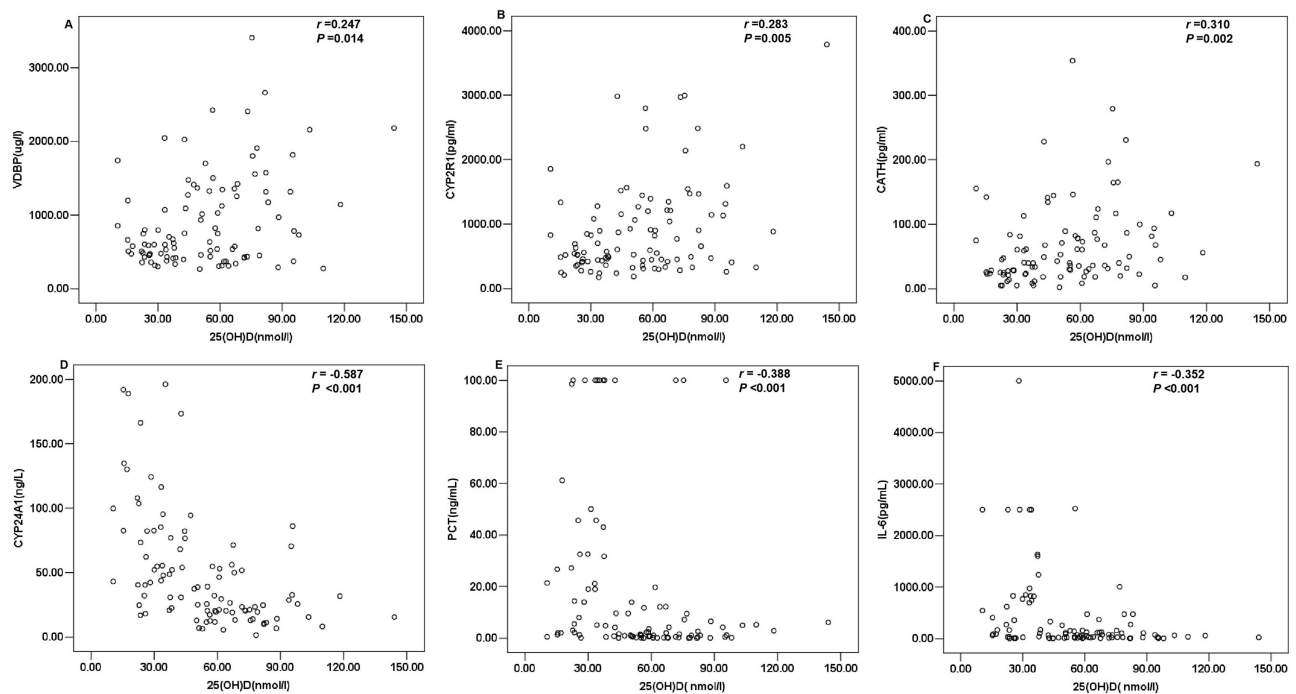 A
r =0.247
P =0.014
3000.00
2000.00
1000.00
0.00
VDBP(ug/l)
0.00 30.00 60.00 90.00 120.00 150.00
25(OH)D(nmol/l)
B
r =0.283
P =0.005
4000.00
3000.00
2000.00
1000.00
0.00
CYP2R1(pg/ml)
0.00 30.00 60.00 90.00 120.00 150.00
25(OH)D(nmol/l)
C
r =0.310
P =0.002
400.00
300.00
200.00
100.00
0.00
CATH(pg/ml)
0.00 30.00 60.00 90.00 120.00 150.00
25(OH)D(nmol/l)
D
r = -0.587
P <0.001
200.00
150.00
100.00
50.00
0.00
CYP24A1(ng/L)
0.00 30.00 60.00 90.00 120.00 150.00
25(OH)D(nmol/l)
E
r = -0.388
P <0.001
100.00
80.00
60.00
40.00
20.00
0.00
PCT(ng/mL)
0.00 30.00 60.00 90.00 120.00 150.00
25(OH)D( nmol/l)
F
r = -0.352
P <0.001
5000.00
4000.00
3000.00
2000.00
1000.00
0.00
IL-6(pg/mL)
0.00 30.00 60.00 90.00 120.00 150.00
25(OH)D( nmol/l)